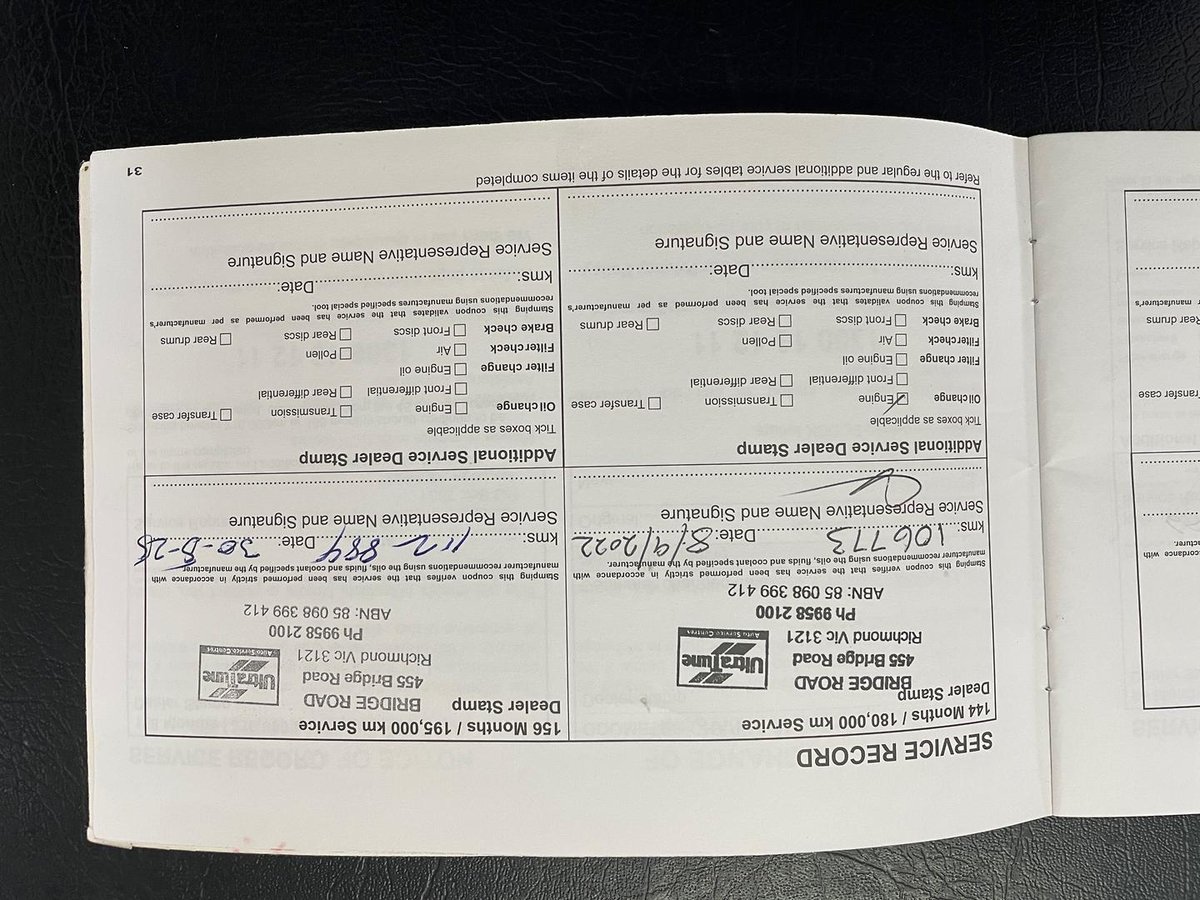 SERVICE RECORD
144 Months / 180,000 km Service
Dealer Stamp
BRIDGE ROAD
455 Bridge Road
Richmond Vic 3121
Ph 9958 2100
ABN: 85 098 399 412
UltraTune
Auto Service Centres
Stamping this coupon verifies that the service has been performed strictly in accordance with
manufacturer recommendations using the oils, fluids and coolant specified by the manufacturer.
kms: 106773 Date: 8/9/2022
Service Representative Name and Signature
Additional Service Dealer Stamp
Tick boxes as applicable
Oil change Engine Transmission Transfer case
Front differential Rear differential
Filter change Engine oil
Filter check Air Pollen
Brake check Front discs Rear discs Rear drums
Stamping this coupon validates that the service has been performed as per manufacturer's
recommendations using manufactures specified special tool.
kms: Date:
Service Representative Name and Signature
156 Months / 195,000 km Service
Dealer Stamp
BRIDGE ROAD
455 Bridge Road
Richmond Vic 3121
Ph 9958 2100
ABN: 85 098 399 412
UltraTune
Auto Service Centres
Stamping this coupon verifies that the service has been performed strictly in accordance with
manufacturer recommendations using the oils, fluids and coolant specified by the manufacturer.
kms: Date:
Service Representative Name and Signature
Additional Service Dealer Stamp
Tick boxes as applicable
Oil change Engine Transmission Transfer case
Front differential Rear differential
Filter change Engine oil
Filter check Air Pollen
Brake check Front discs Rear discs Rear drums
Stamping this coupon validates that the service has been performed as per manufacturer's
recommendations using manufactures specified special tool.
kms: Date:
Service Representative Name and Signature
Refer to the regular and additional service tables for the details of the items completed
31